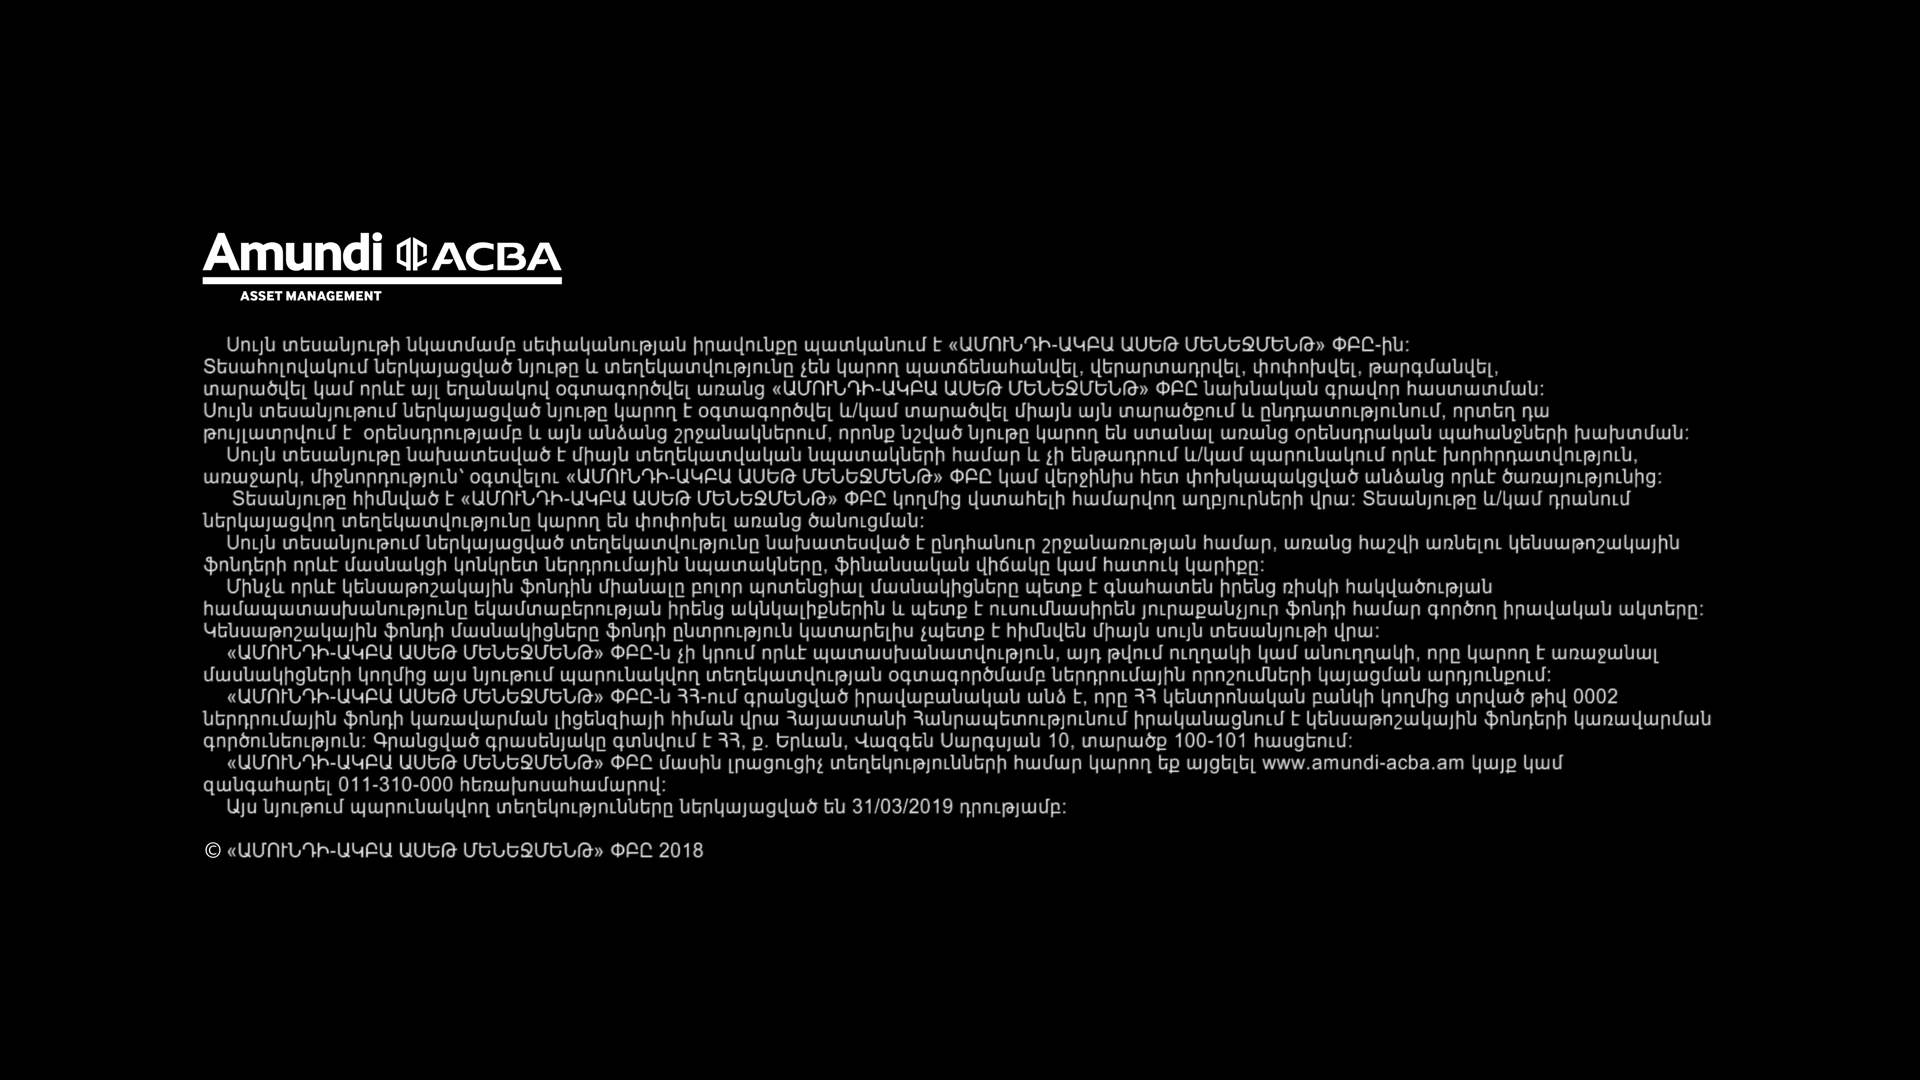 Amundi ACBA
ASSET MANAGEMENT
Սույն տեսանյութի նկատմամբ սեփականության իրավունքը պատկանում է «ԱՄՈՒՆԴԻ-ԱԿԲԱ ԱՍԵԹ ՄԵՆԵՋՄԵՆԹ» ՓԲԸ-ին:
Տեսահոլովակում ներկայացված նյութը և տեղեկատվությունը չեն կարող պատճենահանվել, վերարտադրվել, փոփոխվել, թարգմանվել,
տարածվել կամ որևէ այլ եղանակով օգտագործվել առանց «ԱՄՈՒՆԴԻ-ԱԿԲԱ ԱՍԵԹ ՄԵՆԵՋՄԵՆԹ» ՓԲԸ նախնական գրավոր հաստատման:
Սույն տեսանյութում ներկայացված նյութը կարող է օգտագործվել և/կամ տարածվել միայն այն տարածքում և ընդդատությունում, որտեղ դա
թույլատրվում է  օրենսդրությամբ և այն անձանց շրջանակներում, որոնք նշված նյութը կարող են ստանալ առանց օրենսդրական պահանջների խախտման:
Սույն տեսանյութը նախատեսված է միայն տեղեկատվական նպատակների համար և չի ենթադրում և/կամ պարունակում որևէ խորհրդատվություն,
առաջարկ, միջնորդություն՝ օգտվելու «ԱՄՈՒՆԴԻ-ԱԿԲԱ ԱՍԵԹ ՄԵՆԵՋՄԵՆԹ» ՓԲԸ կամ վերջինիս հետ փոխկապակցված անձանց որևէ ծառայությունից:
Տեսանյութը հիմնված է «ԱՄՈՒՆԴԻ-ԱԿԲԱ ԱՍԵԹ ՄԵՆԵՋՄԵՆԹ» ՓԲԸ կողմից վստահելի համարվող աղբյուրների վրա: Տեսանյութը և/կամ դրանում
ներկայացվող տեղեկատվությունը կարող են փոփոխել առանց ծանուցման:
Սույն տեսանյութում ներկայացված տեղեկատվությունը նախատեսված է ընդհանուր շրջանառության համար, առանց հաշվի առնելու կենսաթոշակային
ֆոնդերի որևէ մասնակցի կոնկրետ ներդրումային նպատակները, ֆինանսական վիճակը կամ հատուկ կարիքը:
Մինչև որևէ կենսաթոշակային ֆոնդին միանալը բոլոր պոտենցիալ մասնակիցները պետք է գնահատեն իրենց ռիսկի հակվածության
համապատասխանությունը եկամտաբերության իրենց ակնկալիքներին և պետք է ուսումնասիրեն յուրաքանչյուր ֆոնդի համար գործող իրավական ակտերը:
Կենսաթոշակային ֆոնդի մասնակիցները ֆոնդի ընտրություն կատարելիս չպետք է հիմնվեն միայն սույն տեսանյութի վրա:
«ԱՄՈՒՆԴԻ-ԱԿԲԱ ԱՍԵԹ ՄԵՆԵՋՄԵՆԹ» ՓԲԸ-ն չի կրում որևէ պատասխանատվություն, այդ թվում ուղղակի կամ անուղղակի, որը կարող է առաջանալ
մասնակիցների կողմից այս նյութում պարունակվող տեղեկատվության օգտագործմամբ ներդրումային որոշումների կայացման արդյունքում:
«ԱՄՈՒՆԴԻ-ԱԿԲԱ ԱՍԵԹ ՄԵՆԵՋՄԵՆԹ» ՓԲԸ-ն ՀՀ-ում գրանցված իրավաբանական անձ է, որը ՀՀ կենտրոնական բանկի կողմից տրված թիվ 0002
ներդրումային ֆոնդի կառավարման լիցենզիայի հիման վրա Հայաստանի Հանրապետությունում իրականացնում է կենսաթոշակային ֆոնդերի կառավարման
գործունեություն: Գրանցված գրասենյակը գտնվում է ՀՀ, ք. Երևան, Վազգեն Սարգսյան 10, տարածք 100-101 հասցեում:
«ԱՄՈՒՆԴԻ-ԱԿԲԱ ԱՍԵԹ ՄԵՆԵՋՄԵՆԹ» ՓԲԸ մասին լրացուցիչ տեղեկությունների համար կարող եք այցելել www.amundi-acba.am կայք կամ
զանգահարել 011-310-000 հեռախոսահամարով:
Այս նյութում պարունակվող տեղեկությունները ներկայացված են 31/03/2019 դրությամբ:
© «ԱՄՈՒՆԴԻ-ԱԿԲԱ ԱՍԵԹ ՄԵՆԵՋՄԵՆԹ» ՓԲԸ 2018